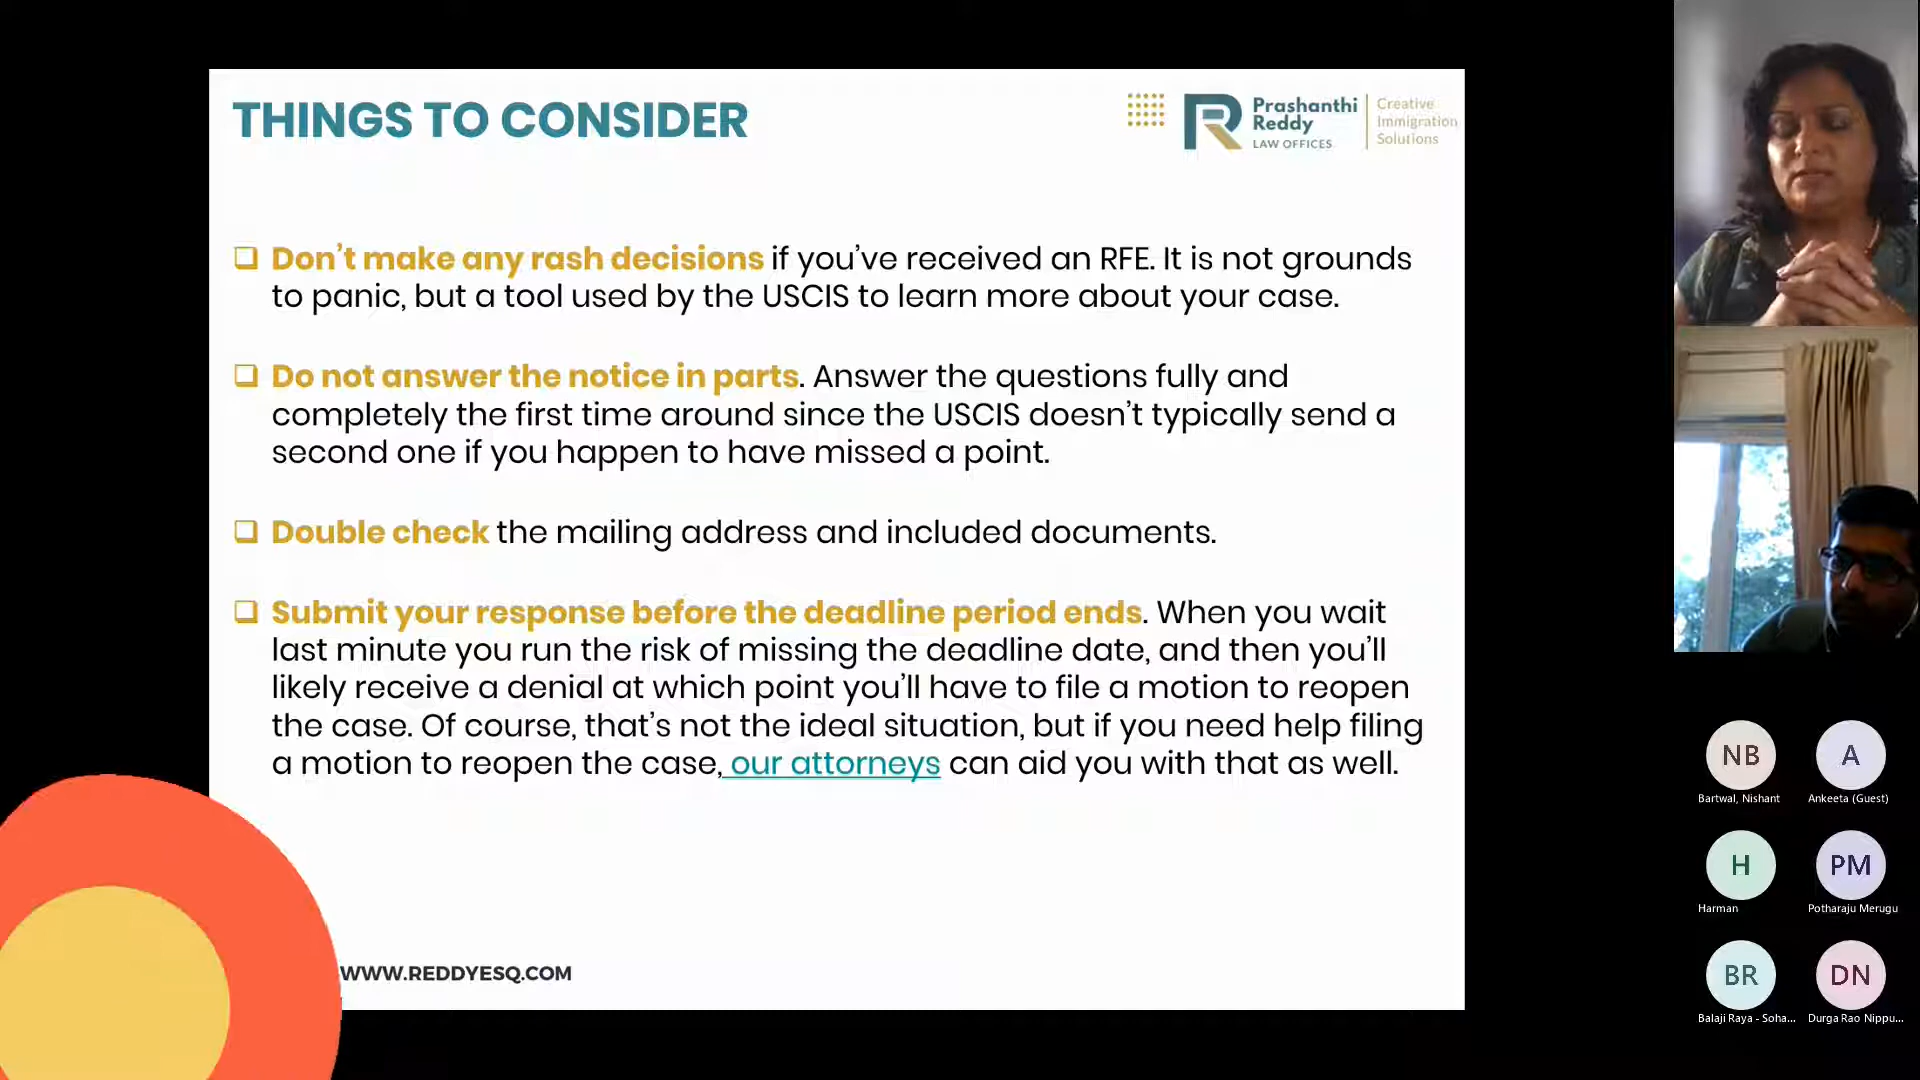 THINGS TO CONSIDER
Prashanthi
Reddy
LAW OFFICES
Creative
Immigration
Solutions
Don't make any rash decisions if you've received an RFE. It is not grounds
to panic, but a tool used by the USCIS to learn more about your case.
Do not answer the notice in parts. Answer the questions fully and
completely the first time around since the USCIS doesn't typically send a
second one if you happen to have missed a point.
Double check the mailing address and included documents.
Submit your response before the deadline period ends. When you wait
last minute you run the risk of missing the deadline date, and then you'll
likely receive a denial at which point you'll have to file a motion to reopen
the case. Of course, that's not the ideal situation, but if you need help filing
a motion to reopen the case, our attorneys can aid you with that as well.
WWW.REDDYESQ.COM
NB
Bartwal, Nishant
A
Ankeeta (Guest)
H
Harman
PM
Potharaju Merugu
BR
Balaji Raya - Soha...
DN
Durga Rao Nippu...